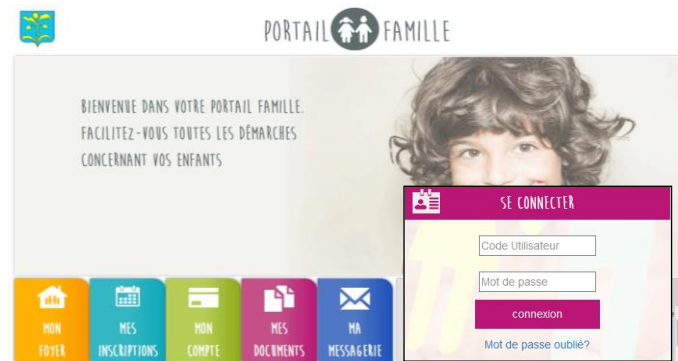 PORTAIL FAMILLE
BIENVENUE DANS VOTRE PORTAIL FAMILLE.
FACILITEZ-VOUS TOUTES LES DÉMARCHES
CONCERNANT VOS ENFANTS
SE CONNECTER
Code Utilisateur
Mot de passe
connexion
Mot de passe oublié?
MON
FOYER
MES
INSCRIPTIONS
MON
COMPTE
MES
DOCUMENTS
MA
MESSAGERIE